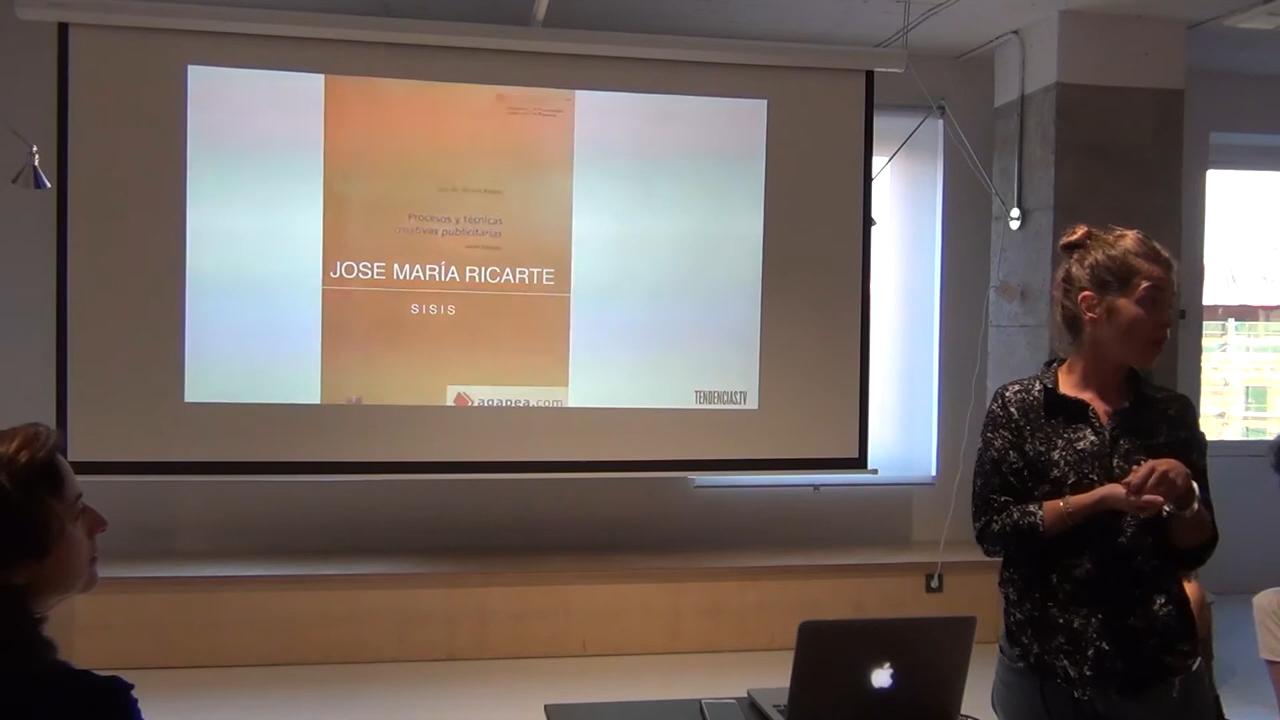 Procesos y técnicas
creativas publicitarias
JOSE MARÍA RICARTE
SISIS
agapea.com
TENDENCIAS.TV